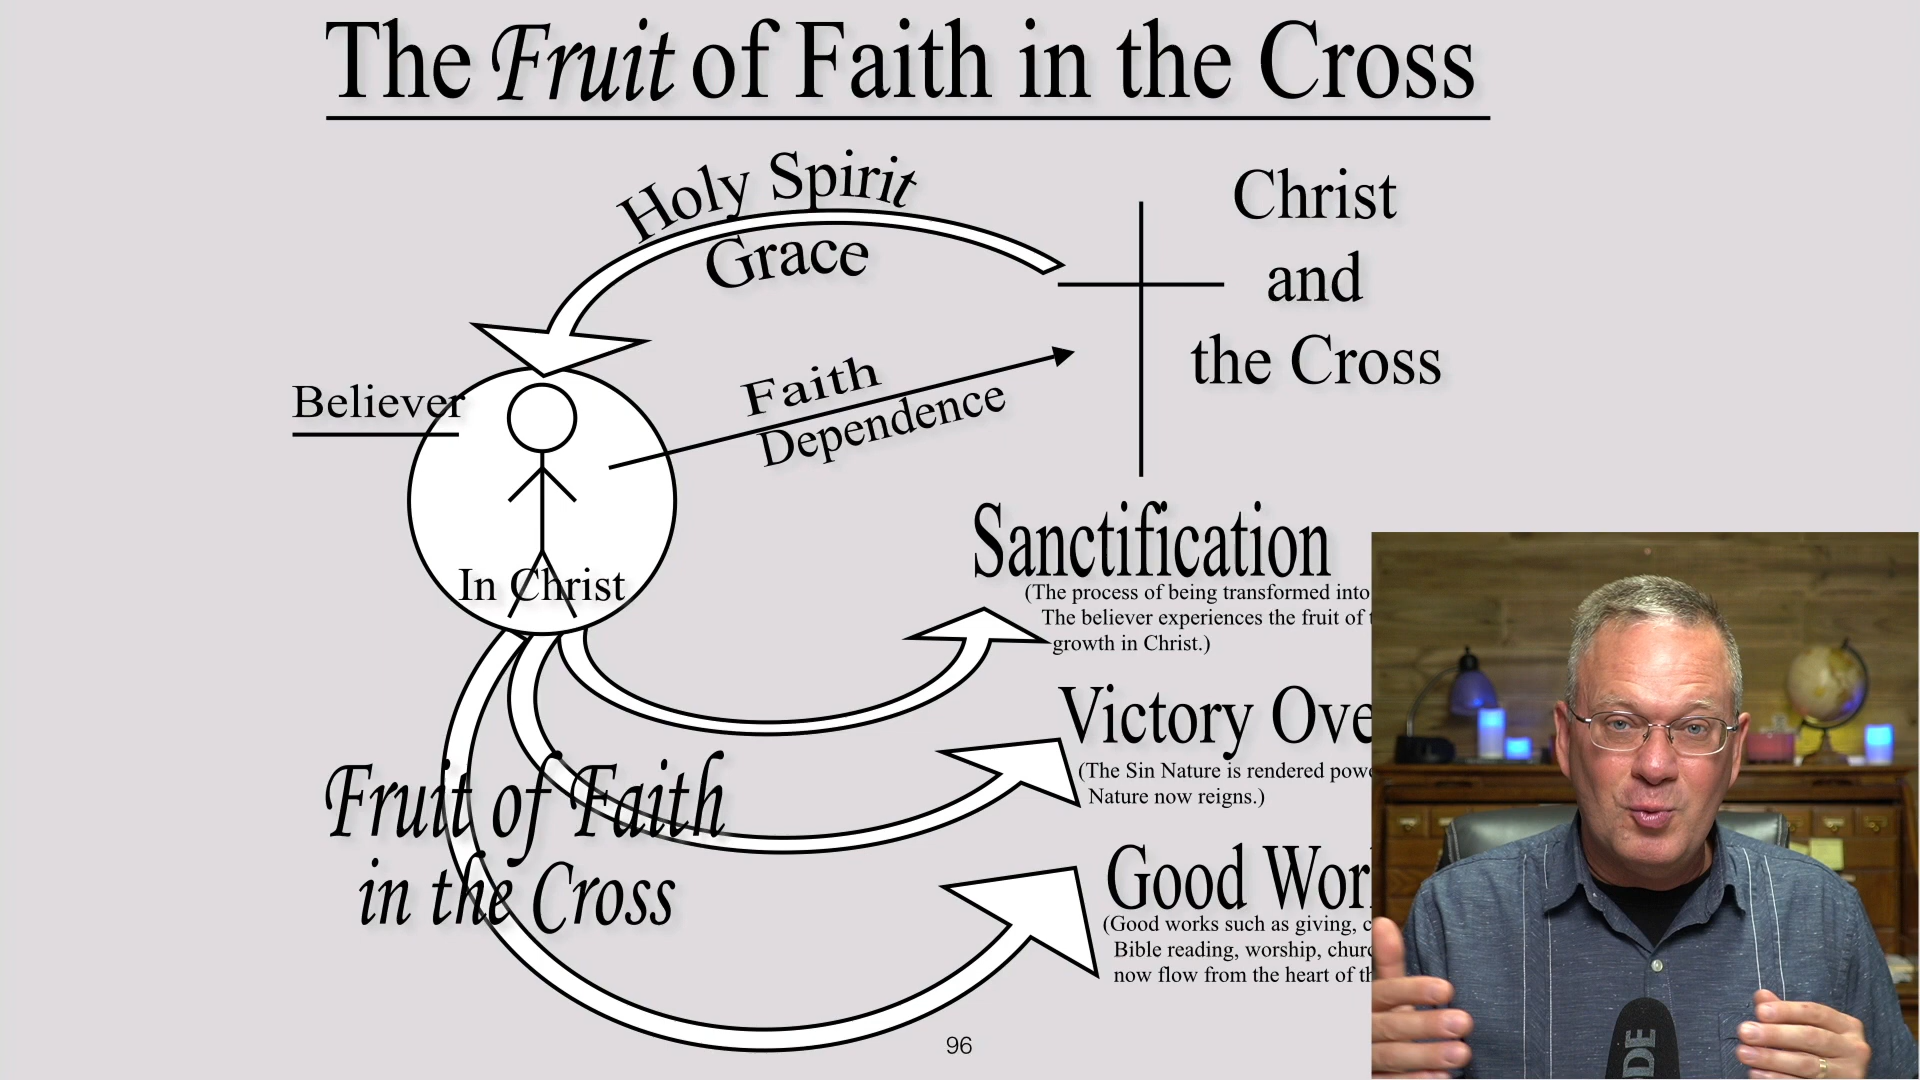 The Fruit of Faith in the Cross
Holy Spirit
Grace
Christ
and
the Cross
Believer
Faith
Dependence
In Christ
Sanctification
(The process of being transformed into
The believer experiences the fruit of
growth in Christ.)
Victory Ove
(The Sin Nature is rendered powe
Nature now reigns.)
Fruit of Faith
in the Cross
Good Wor
(Good works such as giving, c
Bible reading, worship, churc
now flow from the heart of th
96
DE